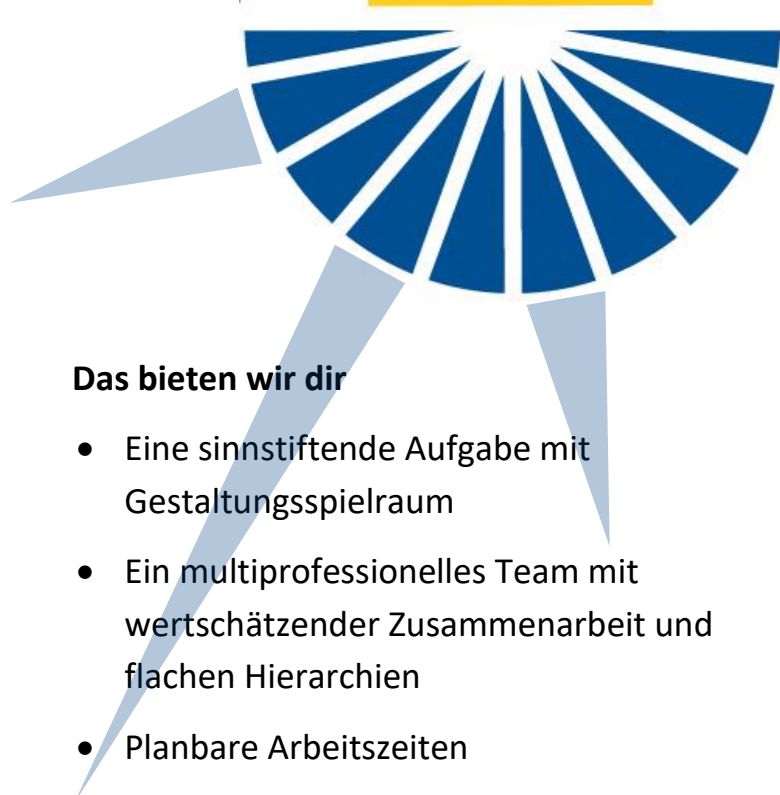 Das bieten wir dir
• Eine sinnstiftende Aufgabe mit
Gestaltungsspielraum
• Ein multiprofessionelles Team mit
wertschätzender Zusammenarbeit und
flachen Hierarchien
• Planbare Arbeitszeiten